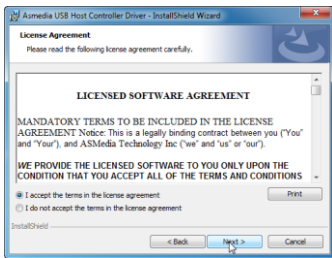 Asmedia USB Host Controller Driver - InstallShield Wizard
License Agreement
Please read the following license agreement carefully.
LICENSED SOFTWARE AGREEMENT
MANDATORY TERMS TO BE INCLUDED IN THE LICENSE
AGREEMENT Notice: This is a legally binding contract between you ("You"
and "Your"), and ASMedia Technology Inc ("we" and "us" or "our").
WE PROVIDE THE LICENSED SOFTWARE TO YOU ONLY UPON THE
CONDITION THAT YOU ACCEPT ALL OF THE TERMS AND CONDITIONS
I accept the terms in the license agreement
Print
I do not accept the terms in the license agreement
InstallShield
< Back
Next >
Cancel